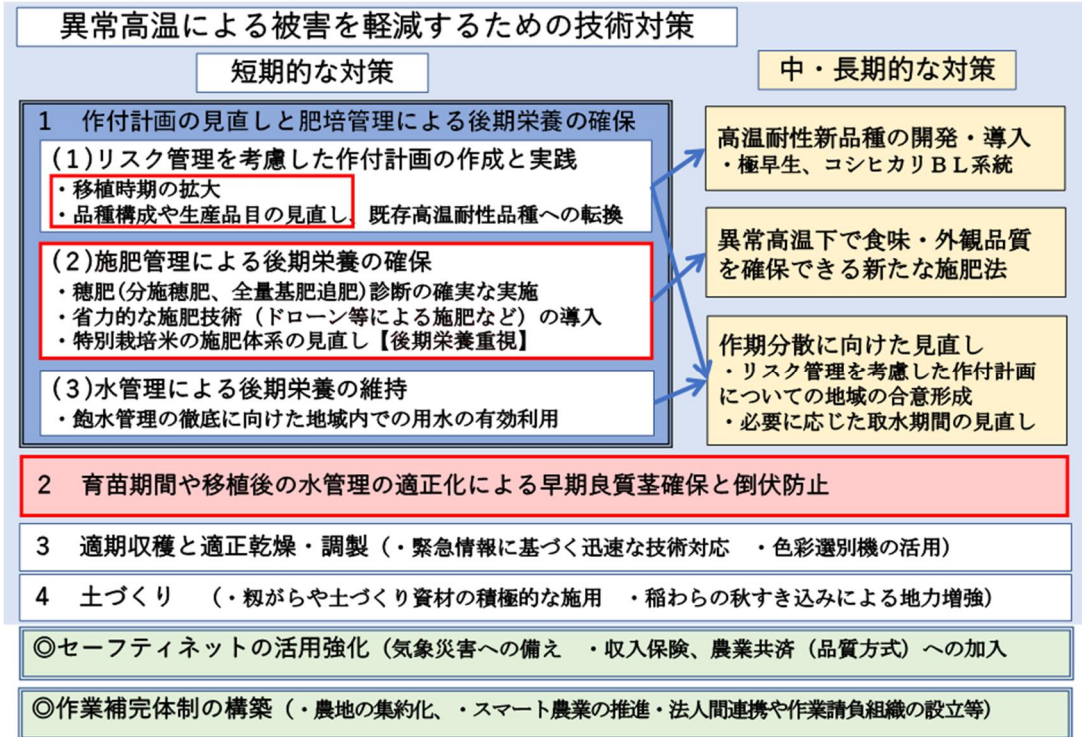 異常高温による被害を軽減するための技術対策
短期的な対策
中・長期的な対策
1 作付計画の見直しと肥培管理による後期栄養の確保
(1)リスク管理を考慮した作付計画の作成と実践
・移植時期の拡大
・品種構成や生産品目の見直し、既存高温耐性品種への転換
(2)施肥管理による後期栄養の確保
・穂肥(分施穂肥、全量基肥追肥)診断の確実な実施
・省力的な施肥技術（ドローン等による施肥など）の導入
・特別栽培米の施肥体系の見直し【後期栄養重視】
(3)水管理による後期栄養の維持
・飽水管理の徹底に向けた地域内での用水の有効利用
高温耐性新品種の開発・導入
・極早生、コシヒカリＢＬ系統
異常高温下で食味・外観品質
を確保できる新たな施肥法
作期分散に向けた見直し
・リスク管理を考慮した作付計画
についての地域の合意形成
・必要に応じた取水期間の見直し
2 育苗期間や移植後の水管理の適正化による早期良質茎確保と倒伏防止
3 適期収穫と適正乾燥・調製（・緊急情報に基づく迅速な技術対応 ・色彩選別機の活用）
4 土づくり （・籾がらや土づくり資材の積極的な施用 ・稲わらの秋すき込みによる地力増強）
◎セーフティネットの活用強化（気象災害への備え ・収入保険、農業共済（品質方式）への加入
◎作業補完体制の構築（・農地の集約化、・スマート農業の推進・法人間連携や作業請負組織の設立等）